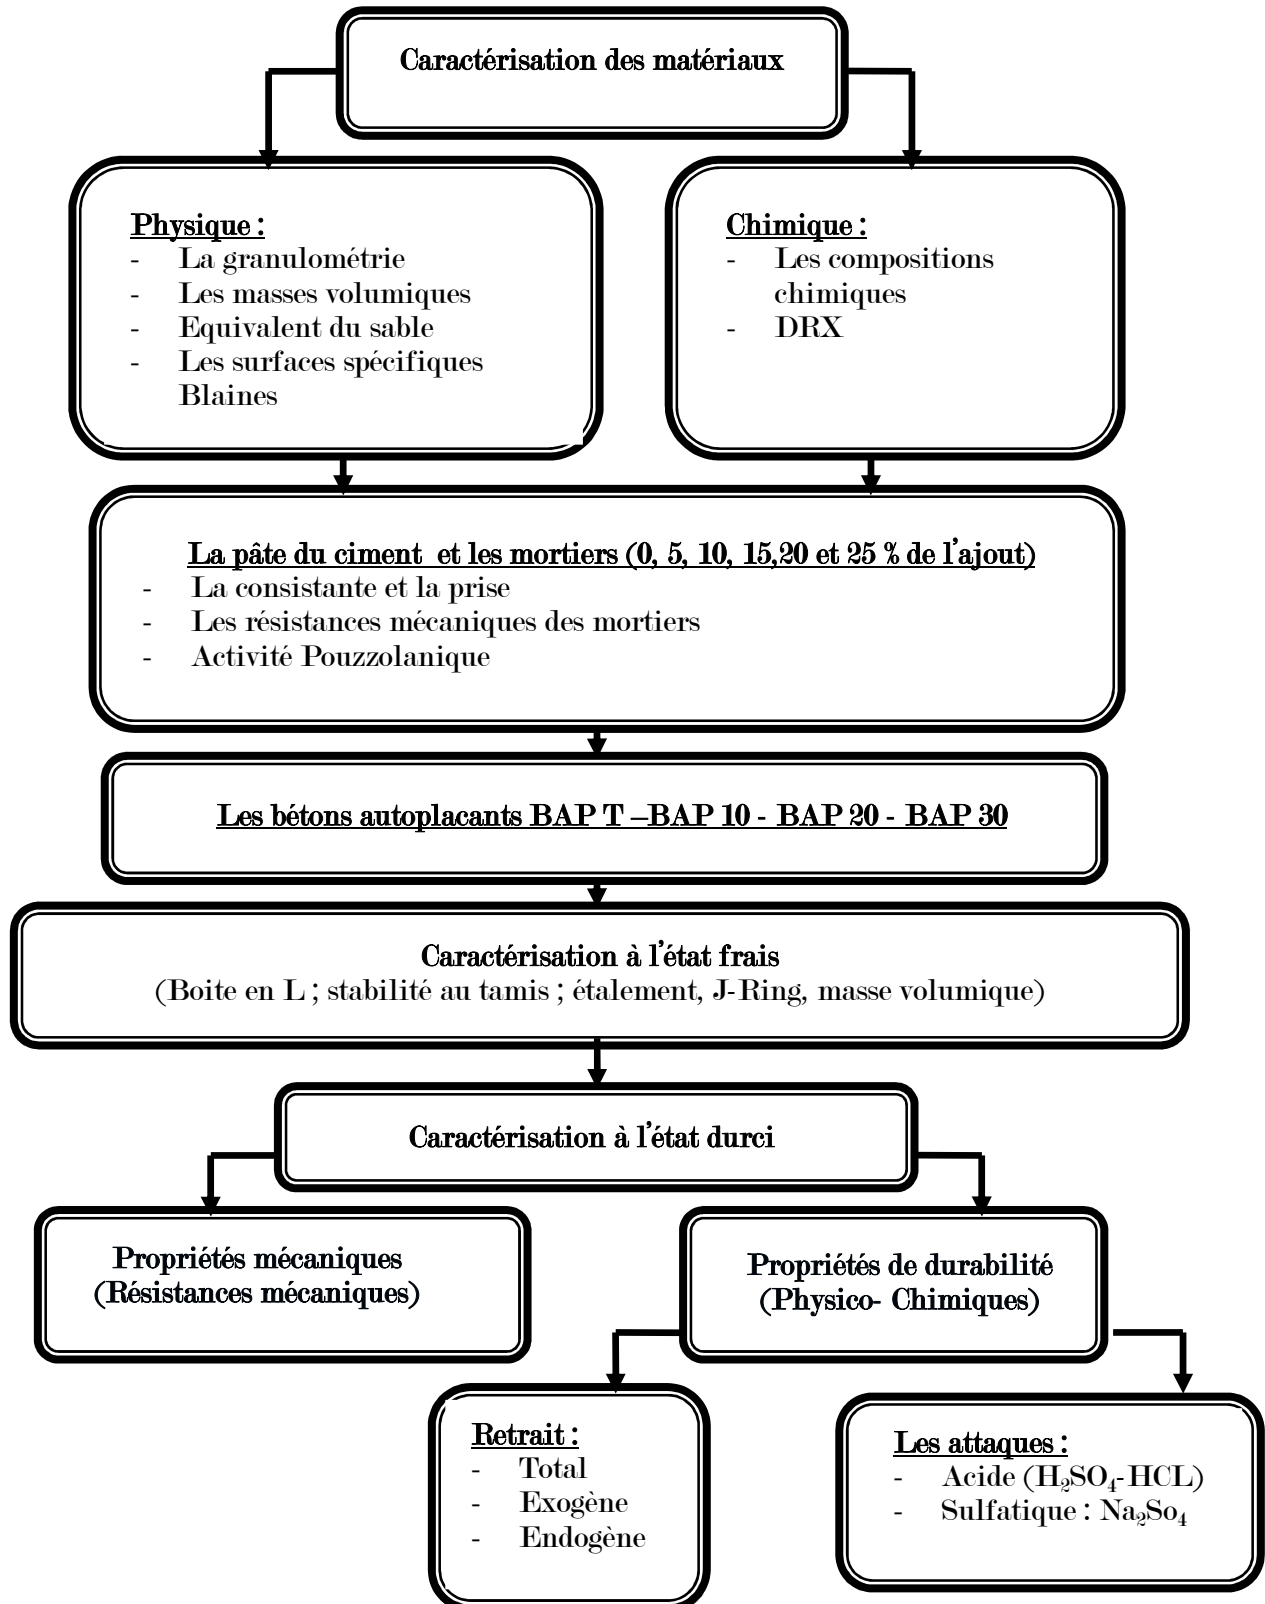 Caractérisation des matériaux
Physique :
- La granulométrie
- Les masses volumiques
- Equivalent du sable
- Les surfaces spécifiques
Blaines
Chimique :
- Les compositions
chimiques
- DRX
La pâte du ciment et les mortiers (0, 5, 10, 15,20 et 25 % de l’ajout)
- La consistante et la prise
- Les résistances mécaniques des mortiers
- Activité Pouzzolanique
Les bétons autoplacants BAP T –BAP 10 - BAP 20 - BAP 30
Caractérisation à l’état frais
(Boite en L ; stabilité au tamis ; étalement, J-Ring, masse volumique)
Caractérisation à l’état durci
Propriétés mécaniques
(Résistances mécaniques)
Propriétés de durabilité
(Physico- Chimiques)
Retrait :
- Total
- Exogène
- Endogène
Les attaques :
- Acide (H₂SO₄-HCL)
- Sulfatique : Na₂So₄